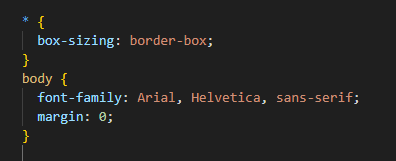 * {
  box-sizing: border-box;
}
body {
  font-family: Arial, Helvetica, sans-serif;
  margin: 0;
}